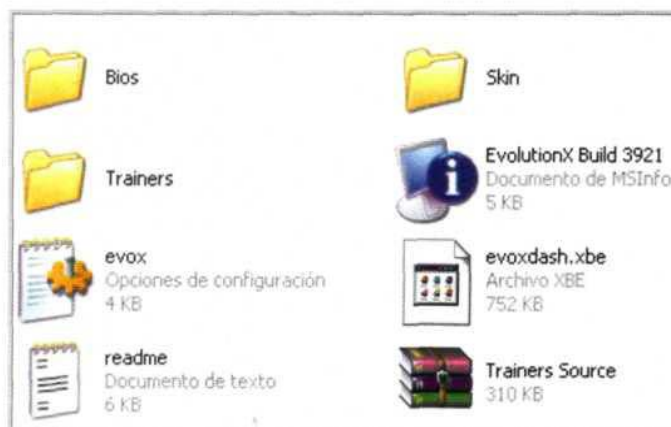 Bios
Skin
Trainers
EvolutionX Build 3921
Documento de MSInfo
5 KB
evox
Opciones de configuración
4 KB
evoxdash.xbe
Archivo XBE
752 KB
readme
Documento de texto
6 KB
Trainers Source
310 KB